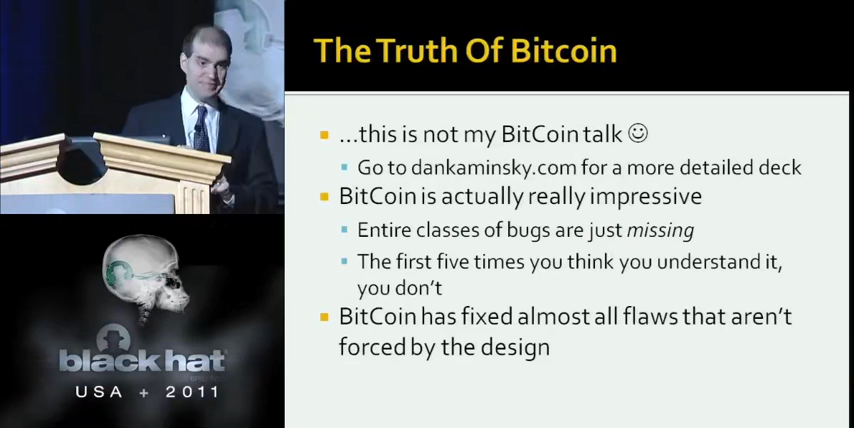 The Truth Of Bitcoin
...this is not my BitCoin talk ☺
Go to dankaminsky.com for a more detailed deck
BitCoin is actually really impressive
Entire classes of bugs are just missing
The first five times you think you understand it,
you don't
BitCoin has fixed almost all flaws that aren't
forced by the design
black hat
USA + 2011